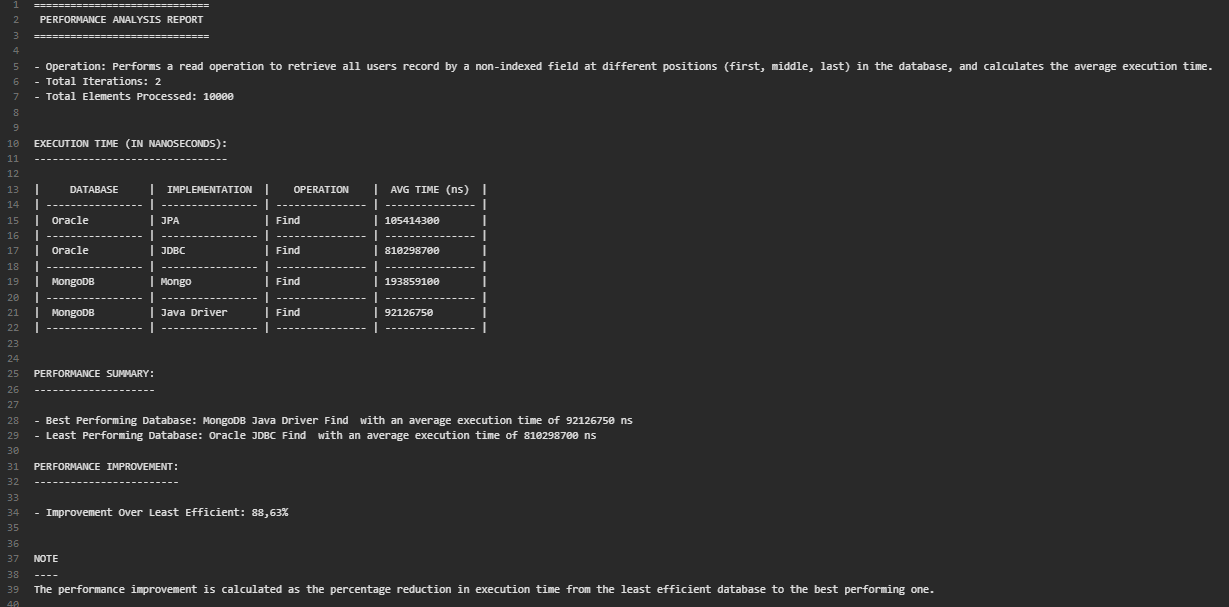 1 =============================
2 PERFORMANCE ANALYSIS REPORT
3 =============================
4
5 - Operation: Performs a read operation to retrieve all users record by a non-indexed field at different positions (first, middle, last) in the database, and calculates the average execution time.
6 - Total Iterations: 2
7 - Total Elements Processed: 10000
8
9
10 EXECUTION TIME (IN NANOSECONDS):
11 --------------------------------
12
13 | DATABASE | IMPLEMENTATION | OPERATION | AVG TIME (ns) |
14 | ---------------- | ---------------- | --------------- | --------------- |
15 | Oracle | JPA | Find | 105414300 |
16 | ---------------- | ---------------- | --------------- | --------------- |
17 | Oracle | JDBC | Find | 810298700 |
18 | ---------------- | ---------------- | --------------- | --------------- |
19 | MongoDB | Mongo | Find | 193859100 |
20 | ---------------- | ---------------- | --------------- | --------------- |
21 | MongoDB | Java Driver | Find | 92126750 |
22 | ---------------- | ---------------- | --------------- | --------------- |
23
24
25 PERFORMANCE SUMMARY:
26 --------------------
27
28 - Best Performing Database: MongoDB Java Driver Find  with an average execution time of 92126750 ns
29 - Least Performing Database: Oracle JDBC Find  with an average execution time of 810298700 ns
30
31 PERFORMANCE IMPROVEMENT:
32 ------------------------
33
34 - Improvement Over Least Efficient: 88,63%
35
36
37 NOTE
38 ----
39 The performance improvement is calculated as the percentage reduction in execution time from the least efficient database to the best performing one.
40